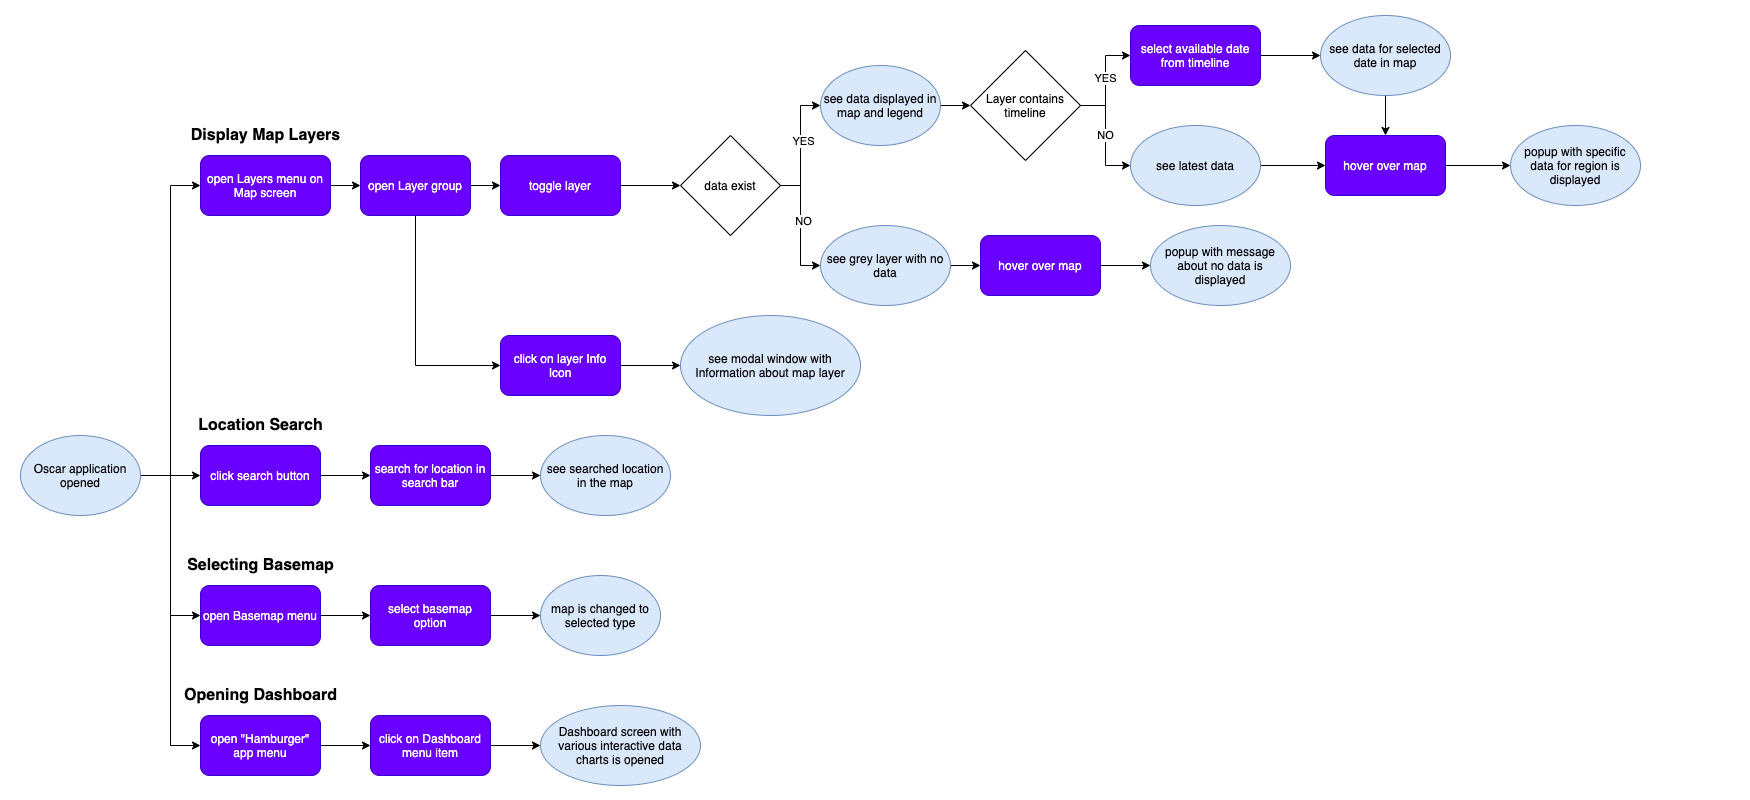 select available date
from timeline
see data for selected
date in map
YES
see data displayed in
map and legend
Layer contains
timeline
NO
see latest data
hover over map
popup with specific
data for region is
displayed
Display Map Layers
open Layers menu on
Map screen
open Layer group
toggle layer
data exist
YES
NO
see grey layer with no
data
hover over map
popup with message
about no data is
displayed
click on layer Info
Icon
see modal window with
Information about map layer
Location Search
Oscar application
opened
click search button
search for location in
search bar
see searched location
in the map
Selecting Basemap
open Basemap menu
select basemap
option
map is changed to
selected type
Opening Dashboard
open "Hamburger"
app menu
click on Dashboard
menu item
Dashboard screen with
various interactive data
charts is opened